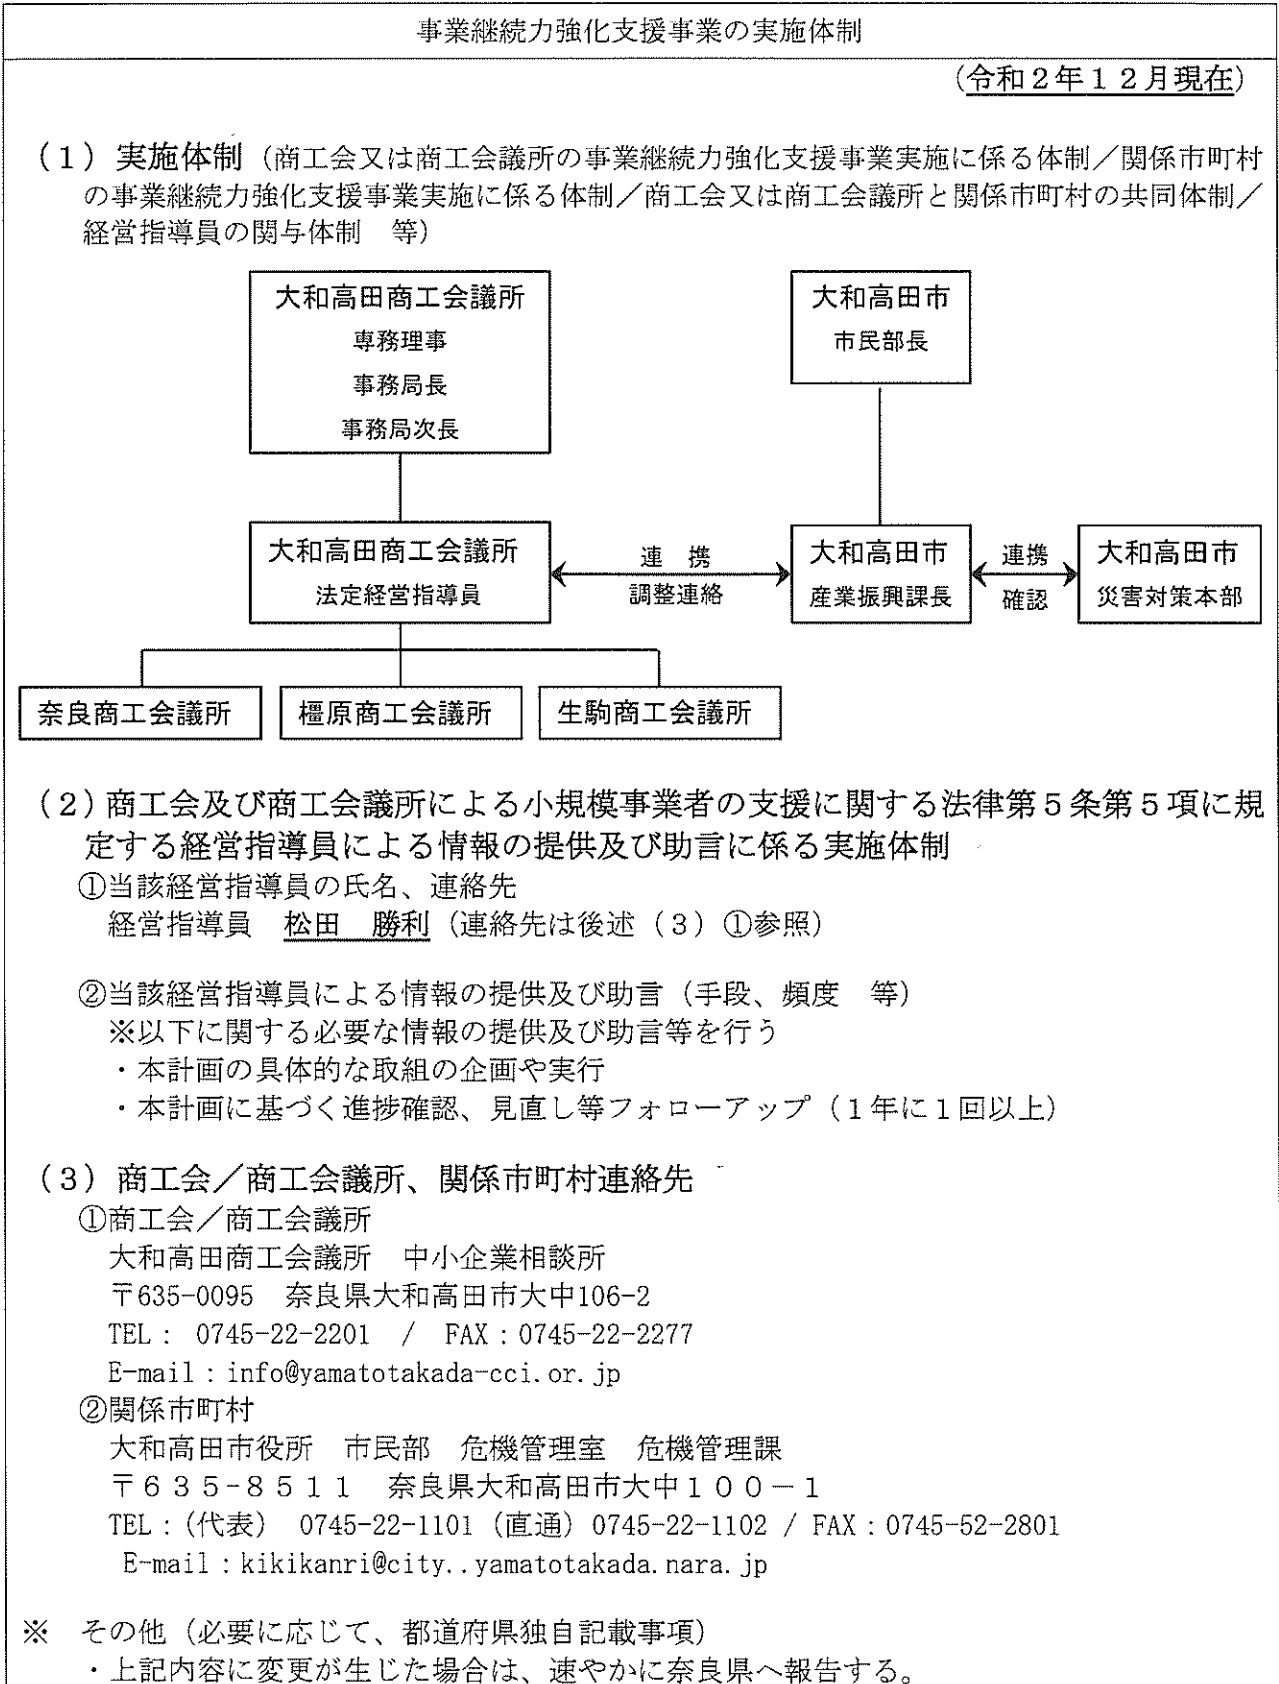 事業継続力強化支援事業の実施体制
(令和２年１２月現在)
（１）実施体制（商工会又は商工会議所の事業継続力強化支援事業実施に係る体制／関係市町村
の事業継続力強化支援事業実施に係る体制／商工会又は商工会議所と関係市町村の共同体制／
経営指導員の関与体制　等）
大和高田商工会議所
専務理事
事務局長
事務局次長
大和高田市
市民部長
大和高田商工会議所
法定経営指導員
連　携
調整連絡
大和高田市
産業振興課長
連携
確認
大和高田市
災害対策本部
奈良商工会議所
橿原商工会議所
生駒商工会議所
（２）商工会及び商工会議所による小規模事業者の支援に関する法律第５条第５項に規
定する経営指導員による情報の提供及び助言に係る実施体制
①当該経営指導員の氏名、連絡先
経営指導員　松田　勝利（連絡先は後述（３）①参照）
②当該経営指導員による情報の提供及び助言（手段、頻度　等）
※以下に関する必要な情報の提供及び助言等を行う
・本計画の具体的な取組の企画や実行
・本計画に基づく進捗確認、見直し等フォローアップ（１年に１回以上）
（３）商工会／商工会議所、関係市町村連絡先
①商工会／商工会議所
大和高田商工会議所　中小企業相談所
〒635-0095　奈良県大和高田市大中106-2
TEL： 0745-22-2201 / FAX：0745-22-2277
E-mail：info@yamatotakada-cci.or.jp
②関係市町村
大和高田市役所　市民部　危機管理室　危機管理課
〒６３５-８５１１　奈良県大和高田市大中１００－１
TEL：(代表） 0745-22-1101（直通）0745-22-1102 / FAX：0745-52-2801
E-mail：kikikanri@city..yamatotakada.nara.jp
※　その他（必要に応じて、都道府県独自記載事項）
・上記内容に変更が生じた場合は、速やかに奈良県へ報告する。